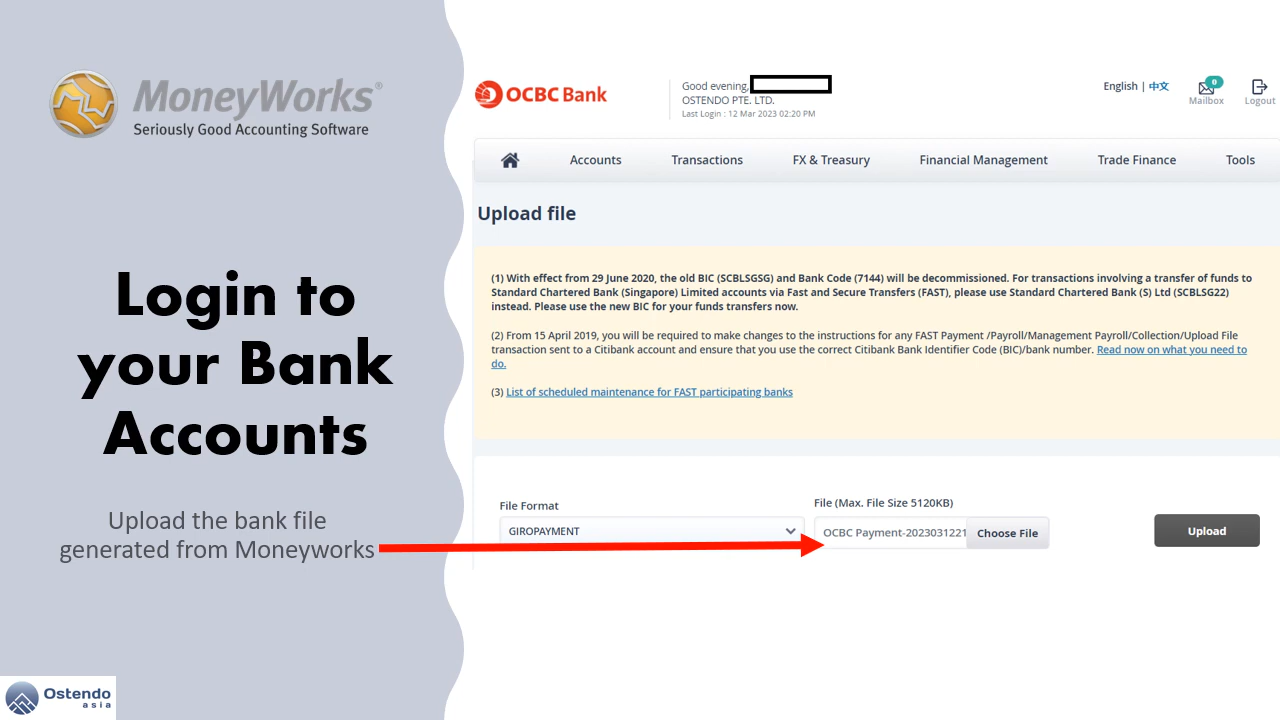 MoneyWorks®
Seriously Good Accounting Software
Login to
your Bank
Accounts
Upload the bank file
generated from Moneyworks
Ostendo
asia
OCBC Bank
Good evening,
OSTENDO PTE. LTD.
Last Login : 12 Mar 2023 02:20 PM
English | 中文
0
Mailbox
Logout
Accounts Transactions FX & Treasury Financial Management Trade Finance Tools
Upload file
(1) With effect from 29 June 2020, the old BIC (SCBLSGSG) and Bank Code (7144) will be decommissioned. For transactions involving a transfer of funds to
Standard Chartered Bank (Singapore) Limited accounts via Fast and Secure Transfers (FAST), please use Standard Chartered Bank (S) Ltd (SCBLSG22)
instead. Please use the new BIC for your funds transfers now.
(2) From 15 April 2019, you will be required to make changes to the instructions for any FAST Payment /Payroll/Management Payroll/Collection/Upload File
transaction sent to a Citibank account and ensure that you use the correct Citibank Bank Identifier Code (BIC)/bank number. Read now on what you need to
do.
(3) List of scheduled maintenance for FAST participating banks
File Format
GIROPAYMENT
File (Max. File Size 5120KB)
OCBC Payment-2023031221
Choose File
Upload